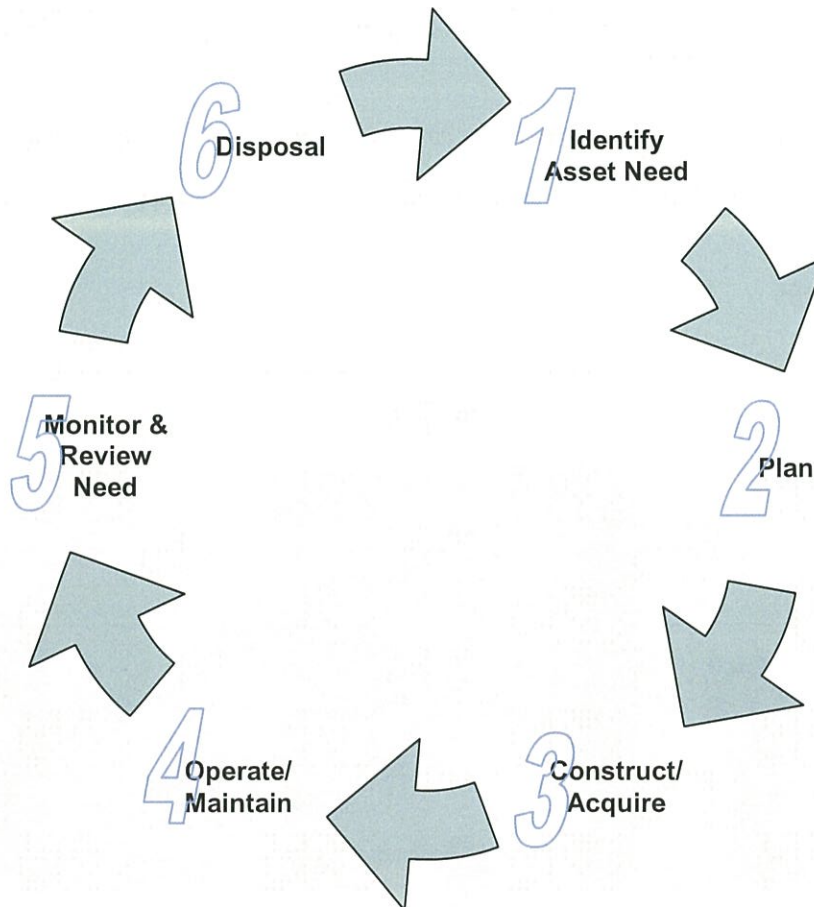 1
Identify
Asset Need
2
Plan
3
Construct/
Acquire
4
Operate/
Maintain
5
Monitor &
Review
Need
6
Disposal